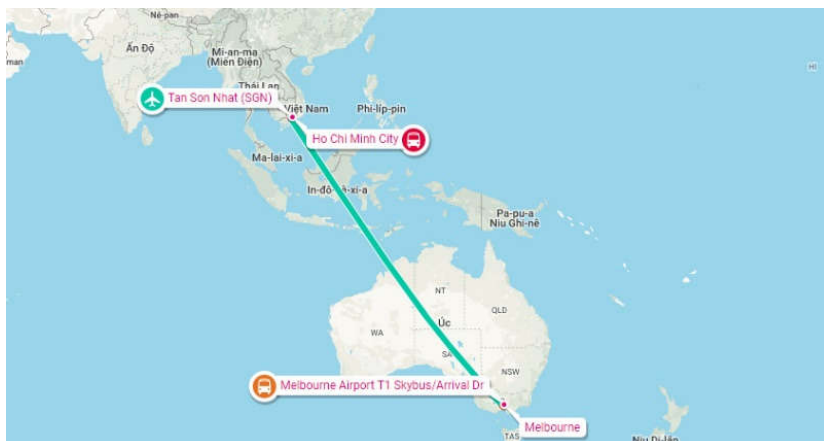 Nê-pan
man
Ấn Độ
Mi-an-ma
(Miến Điện)
HI
Thái Lan
Tan Son Nhat (SGN)
Việt Nam
Phi-líp-pin
Ho Chi Minh City
Ma-lai-xi-a
In-đô-nê-xi-a
Pa-pu-a
Niu Ghi-nê
NT
QLD
WA
Úc
SA
NSW
Melbourne Airport T1 Skybus/Arrival Dr
Melbourne
TAS
Niu Di-lân